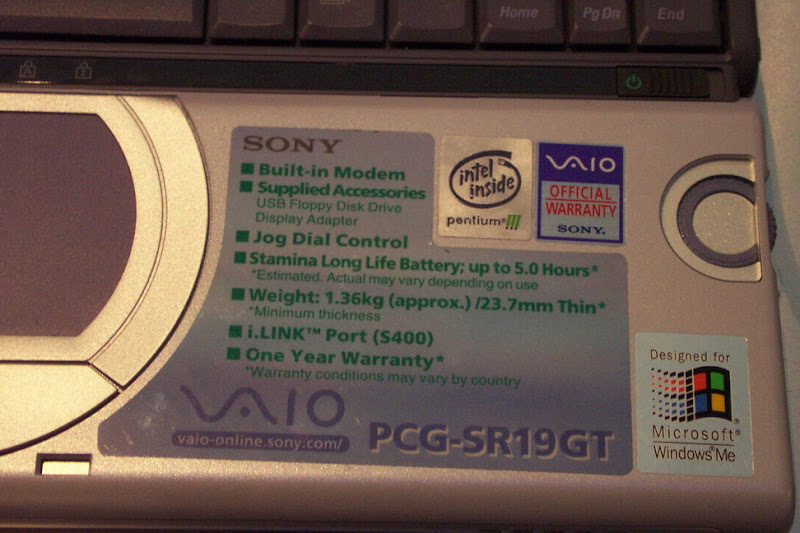 Home
PgDn
End
A
1
SONY
Built-in Modem
Supplied Accessories
USB Floppy Disk Drive
Display Adapter
Jog Dial Control
Stamina Long Life Battery; up to 5.0 Hours*
*Estimated. Actual may vary depending on use
Weight: 1.36kg (approx.) /23.7mm Thin*
*Minimum thickness
i.LINK™ Port (S400)
One Year Warranty*
*Warranty conditions may vary by country
VAIO
vaio-online.sony.com/
PCG-SR19GT
intel
inside
pentium®III
VAIO
OFFICIAL
WARRANTY
SONY.
Designed for
Microsoft®
Windows®Me